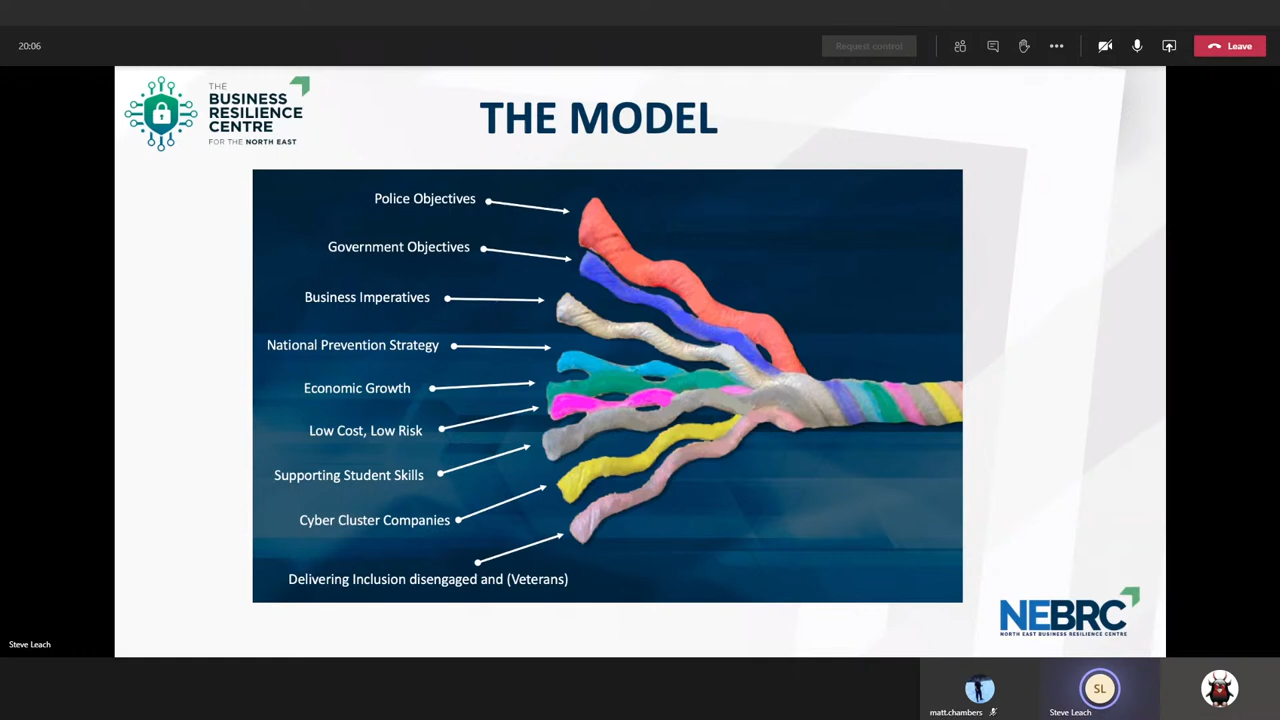 20:06
Request control
Leave
THE
BUSINESS
RESILIENCE
CENTRE
FOR THE NORTH EAST
THE MODEL
Police Objectives
Government Objectives
Business Imperatives
National Prevention Strategy
Economic Growth
Low Cost, Low Risk
Supporting Student Skills
Cyber Cluster Companies
Delivering Inclusion disengaged and (Veterans)
NEBRC
NORTH EAST BUSINESS RESILIENCE CENTRE
Steve Leach
matt.chambers
SL
Steve Leach